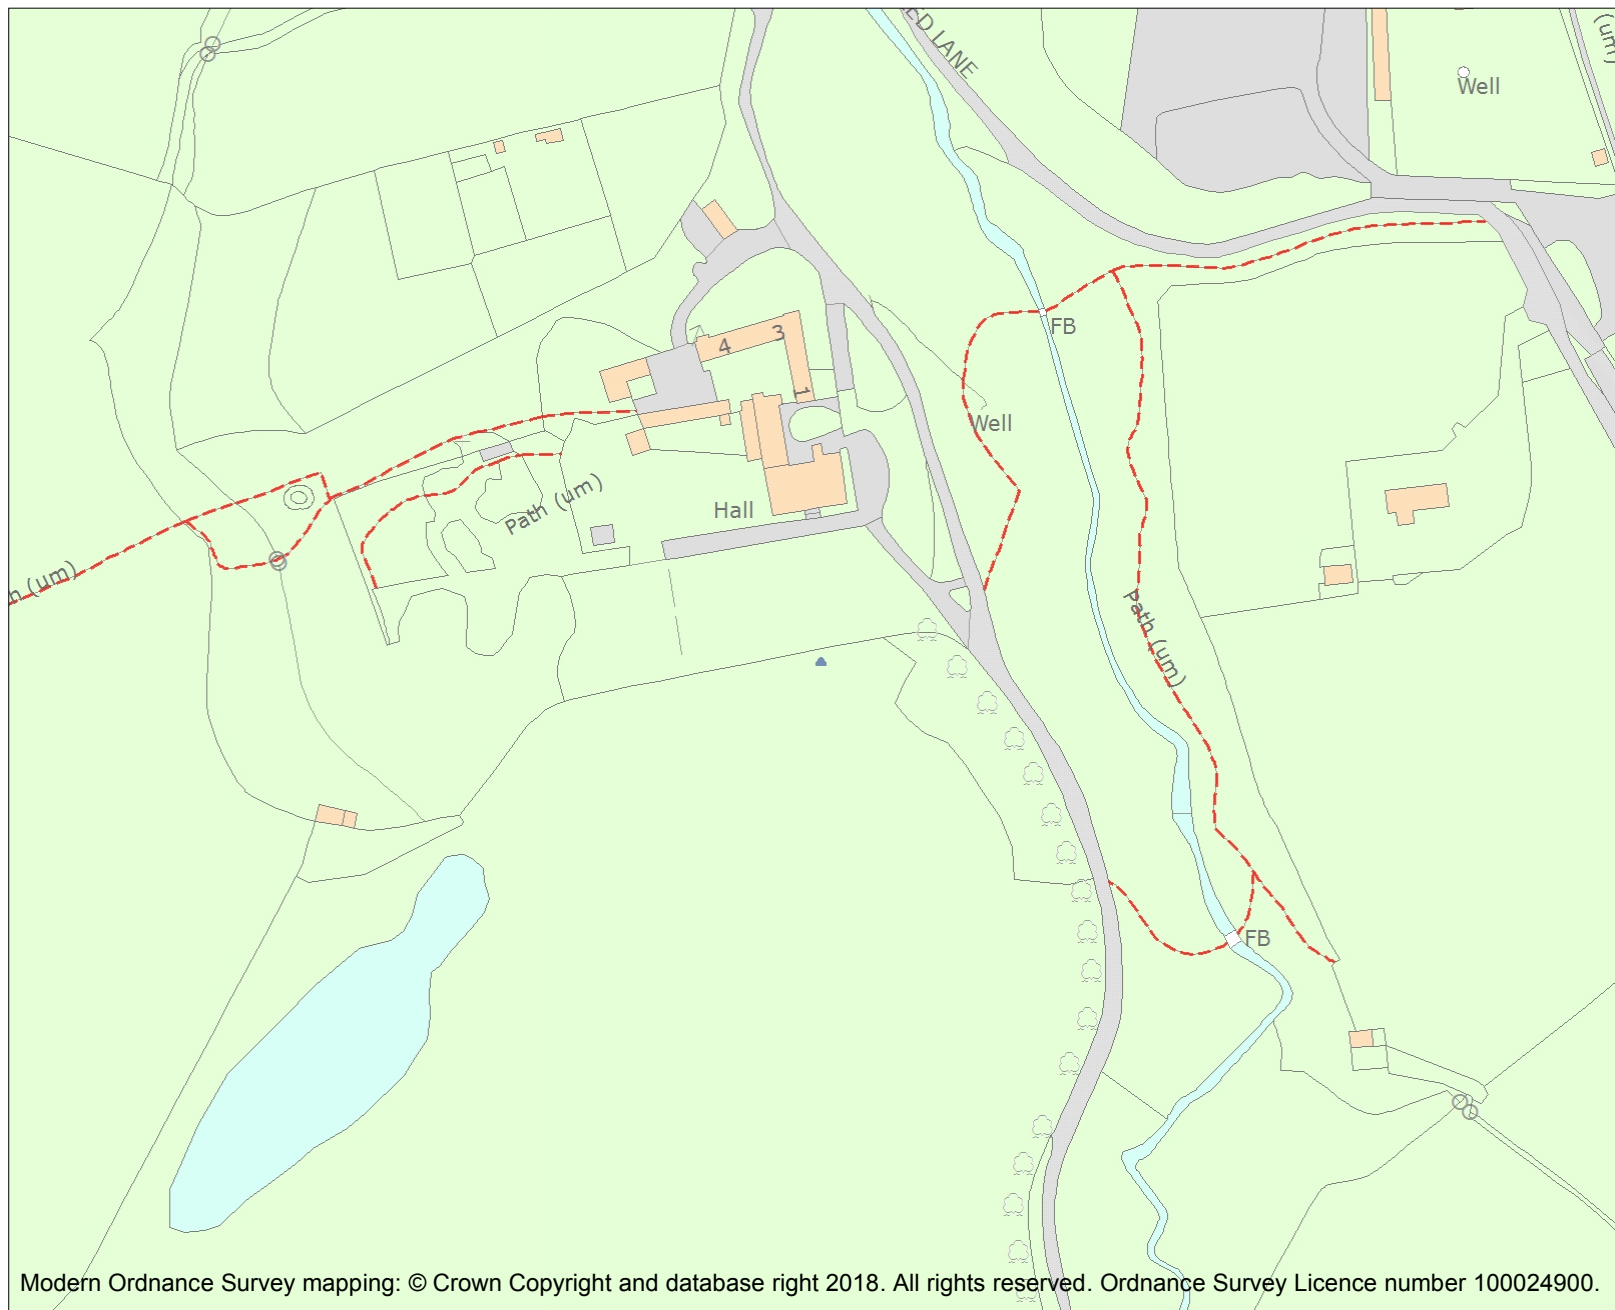 ED LANE
(um)
Well
FB
4
3
1
Well
Path (um)
Hall
h (um)
Path (um)
FB
Modern Ordnance Survey mapping: © Crown Copyright and database right 2018. All rights reserved. Ordnance Survey Licence number 100024900.